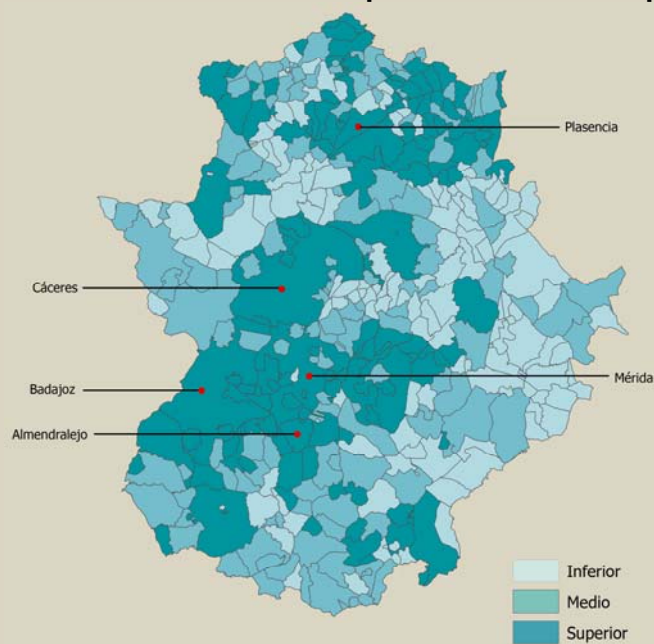 Plasencia
Cáceres
Mérida
Badajoz
Almendralejo
Inferior
Medio
Superior